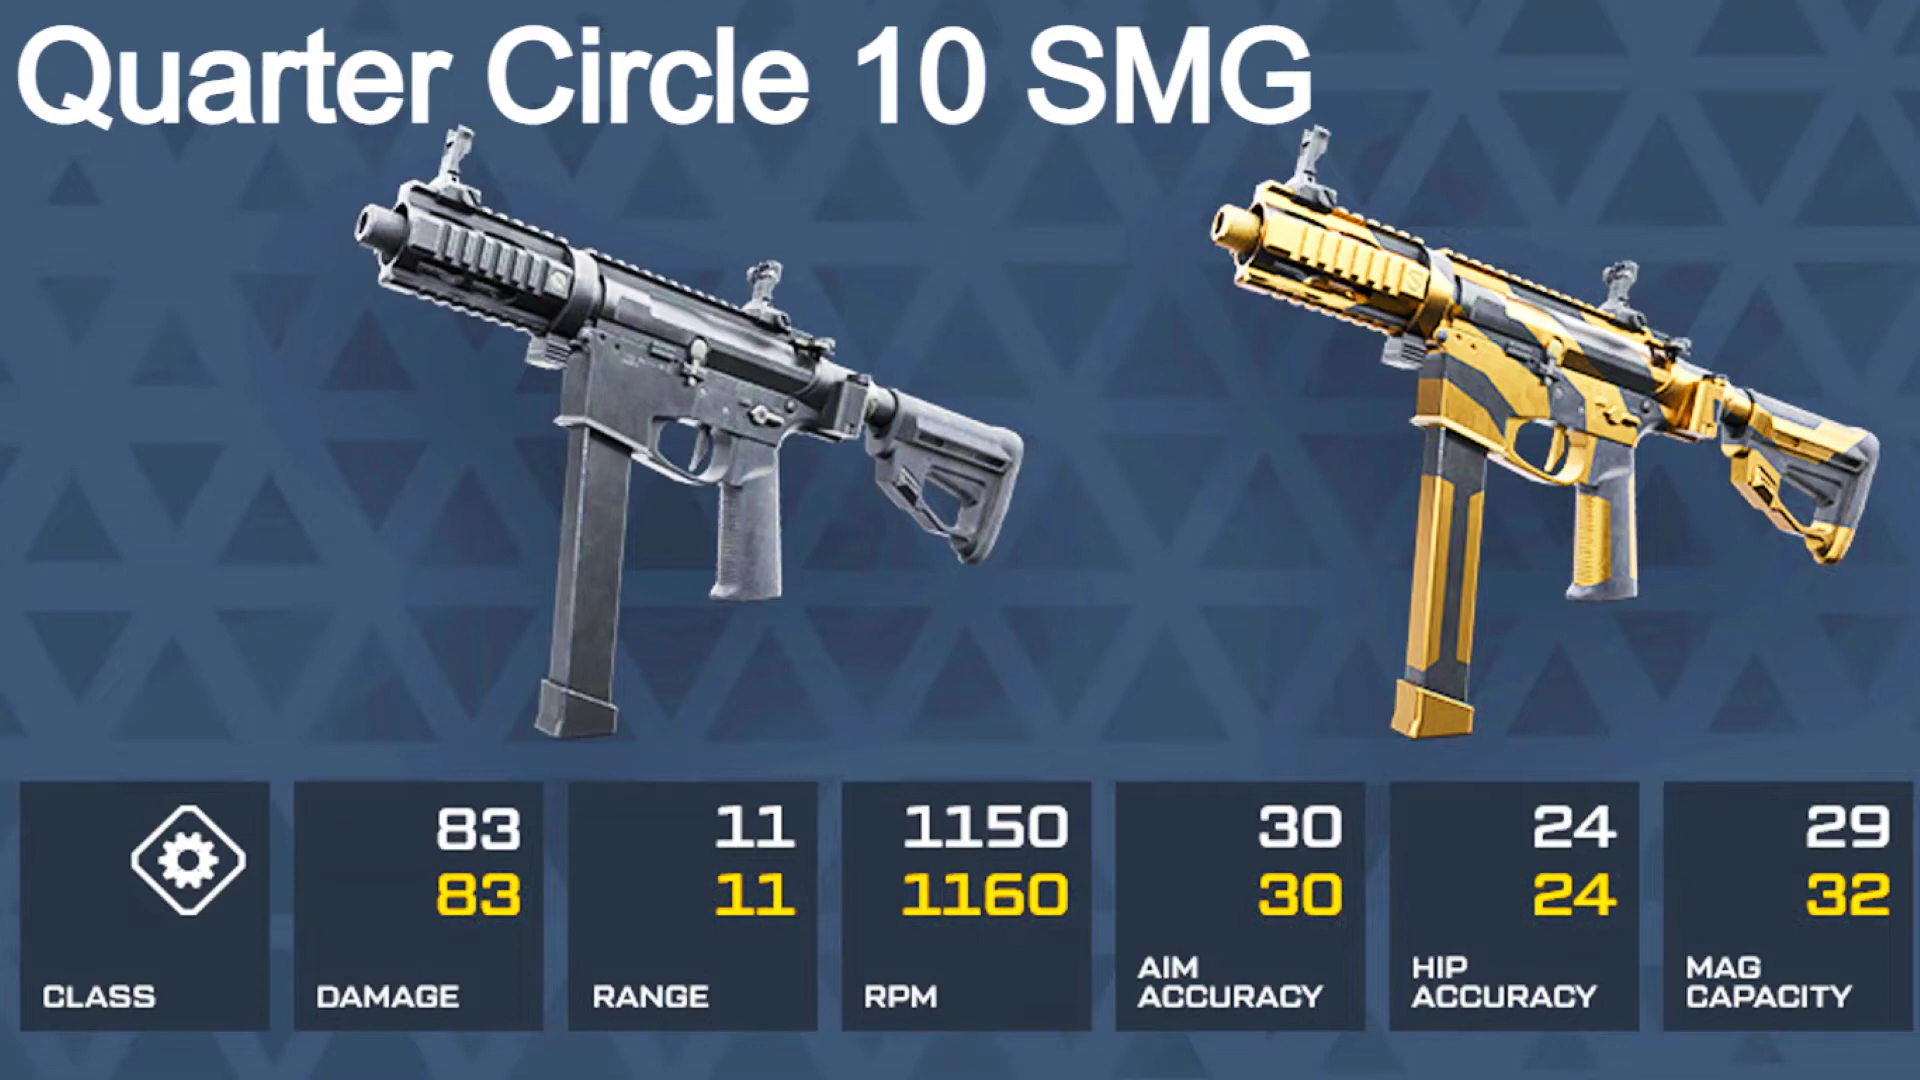 Quarter Circle 10 SMG
CLASS
83
83
DAMAGE
11
11
RANGE
1150
1160
RPM
30
30
AIM
ACCURACY
24
24
HIP
ACCURACY
29
32
MAG
CAPACITY